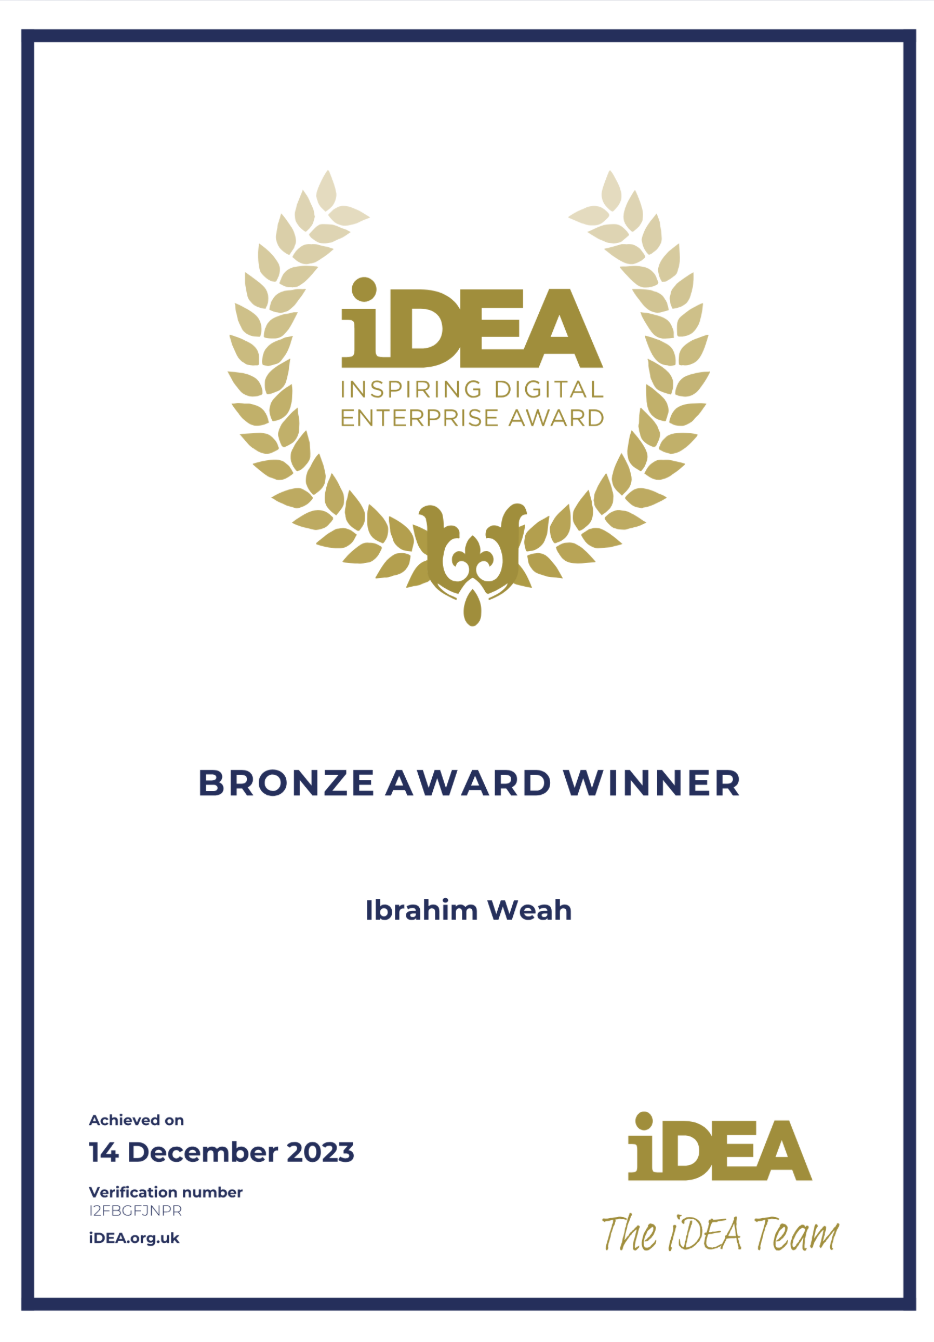 iDEA
INSPIRING DIGITAL
ENTERPRISE AWARD
BRONZE AWARD WINNER
Ibrahim Weah
Achieved on
14 December 2023
Verification number
I2FBGFJNPR
iDEA.org.uk
iDEA
The iDEA Team